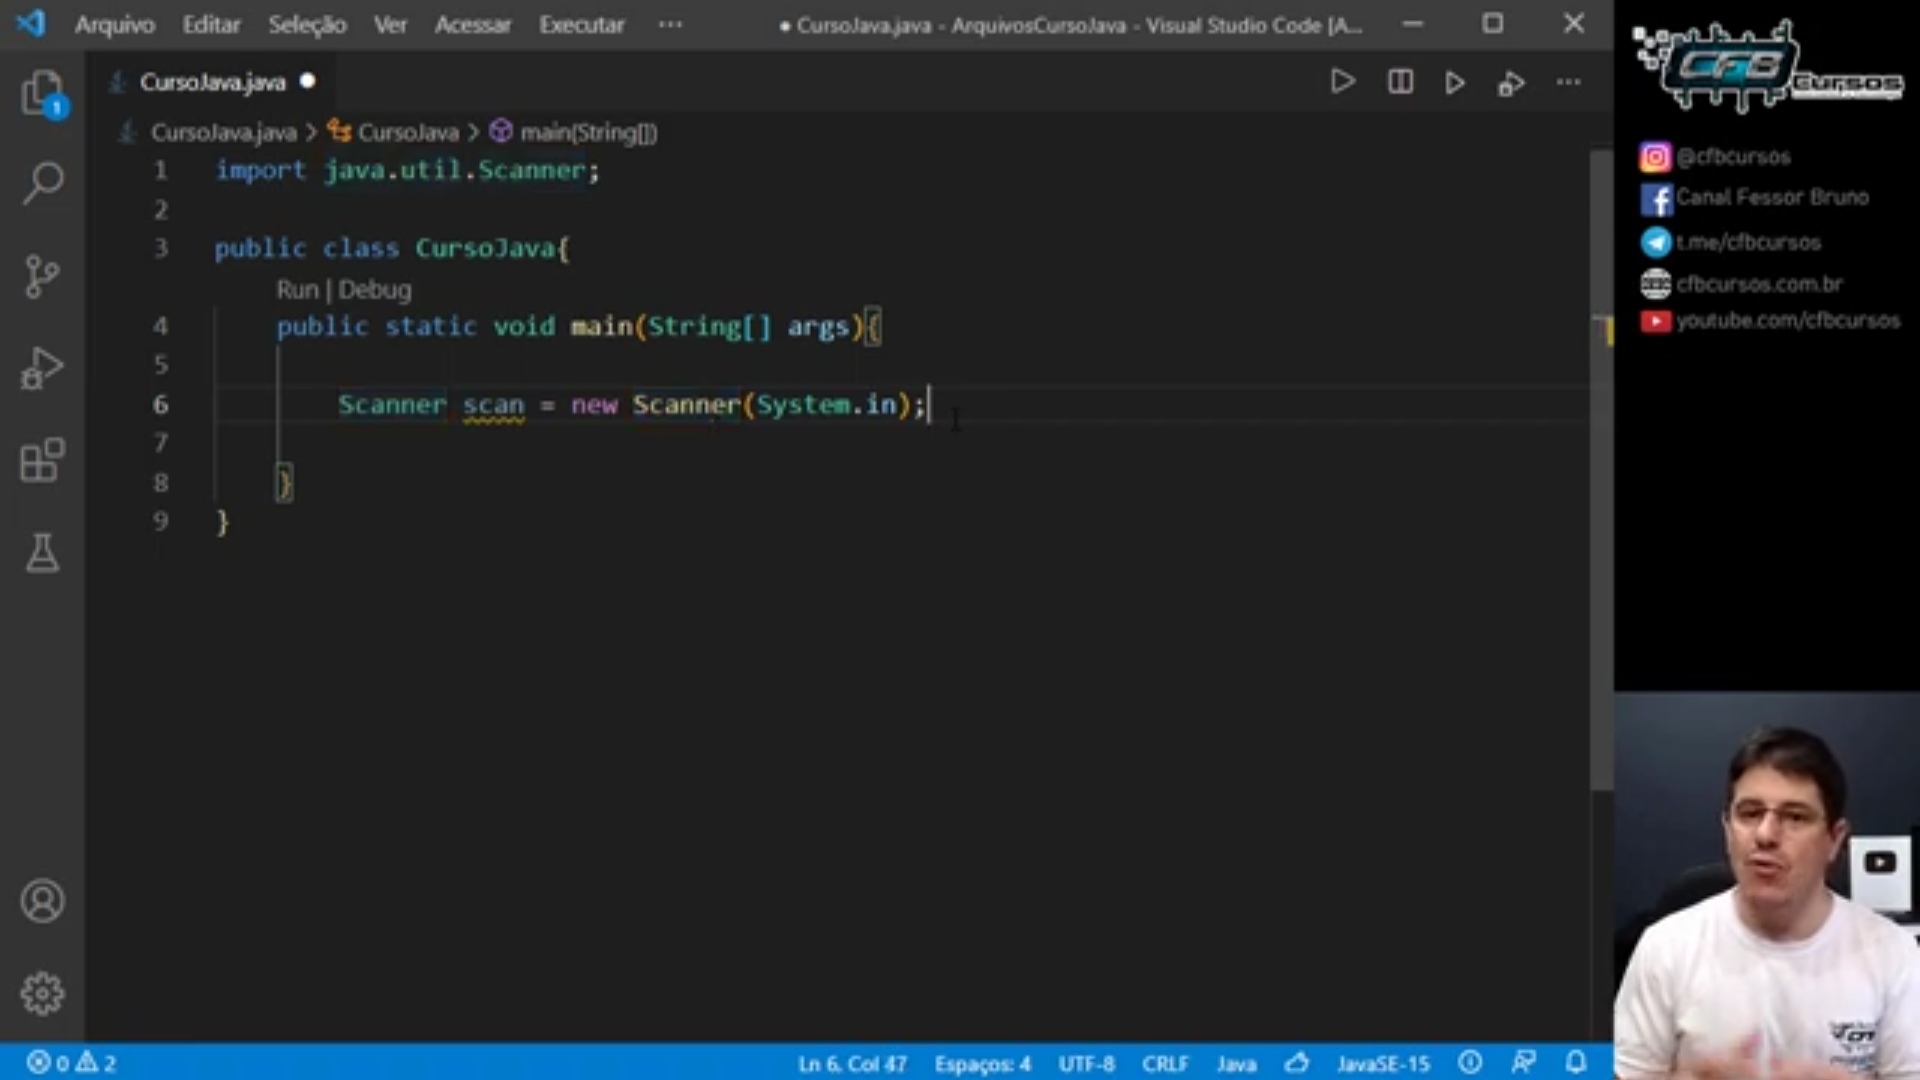 Arquivo Editar Seleção Ver Acessar Executar ··· ● CursoJava.java - ArquivosCursoJava - Visual Studio Code [A...
CursoJava.java ●
CursoJava.java > CursoJava > main(String[])
1 import java.util.Scanner;
2
3 public class CursoJava{
Run | Debug
4 public static void main(String[] args){
5
6 Scanner scan = new Scanner(System.in);
7
8 }
9 }
1
0 2 Ln 6, Col 47 Espaços: 4 UTF-8 CRLF Java JavaSE-15
CFB Cursos
@cfbcursos
Canal Fessor Bruno
t.me/cfbcursos
cfbcursos.com.br
youtube.com/cfbcursos